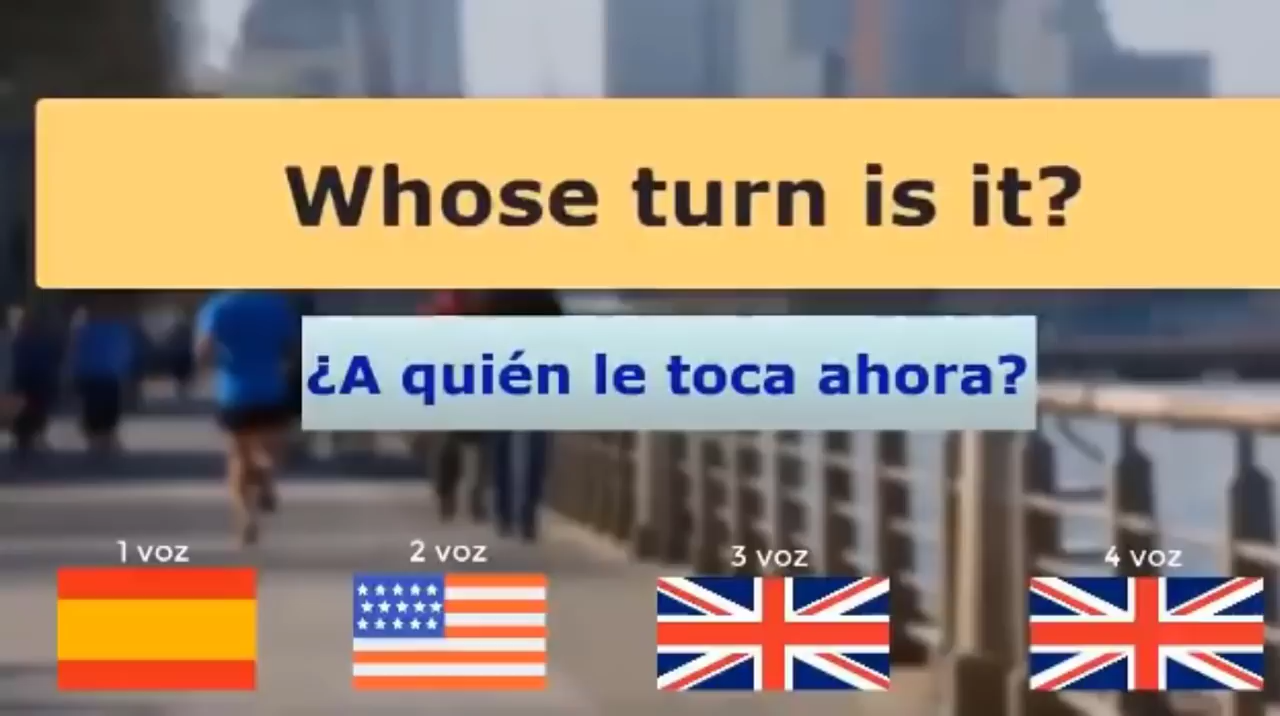 Whose turn is it?
¿A quién le toca ahora?
1 voz
2 voz
3 voz
4 voz